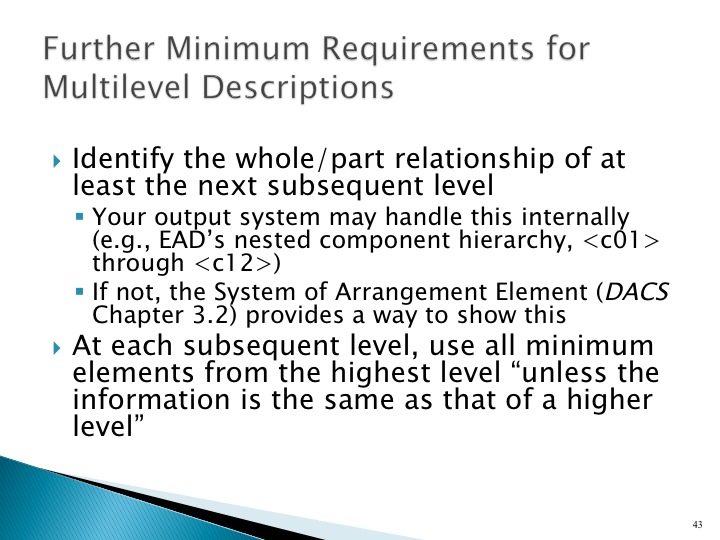 Further Minimum Requirements for
Multilevel Descriptions
Identify the whole/part relationship of at
least the next subsequent level
Your output system may handle this internally
(e.g., EAD’s nested component hierarchy, <c01>
through <c12>)
If not, the System of Arrangement Element (DACS
Chapter 3.2) provides a way to show this
At each subsequent level, use all minimum
elements from the highest level “unless the
information is the same as that of a higher
level”
43